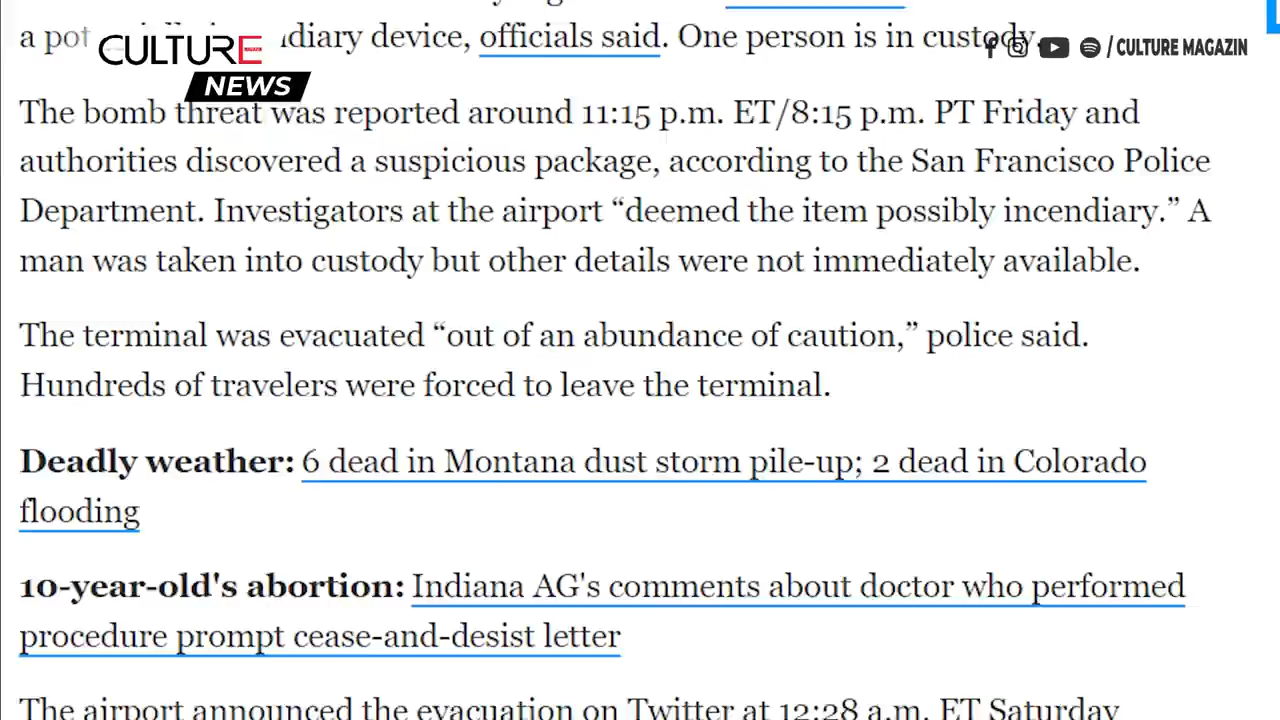 a pot diary device, officials said. One person is in custody.
CULTURE
NEWS
/ CULTURE MAGAZIN
The bomb threat was reported around 11:15 p.m. ET/8:15 p.m. PT Friday and
authorities discovered a suspicious package, according to the San Francisco Police
Department. Investigators at the airport “deemed the item possibly incendiary.” A
man was taken into custody but other details were not immediately available.
The terminal was evacuated “out of an abundance of caution,” police said.
Hundreds of travelers were forced to leave the terminal.
Deadly weather: 6 dead in Montana dust storm pile-up; 2 dead in Colorado
flooding
10-year-old's abortion: Indiana AG's comments about doctor who performed
procedure prompt cease-and-desist letter
The airport announced the evacuation on Twitter at 12:28 a.m. ET Saturday